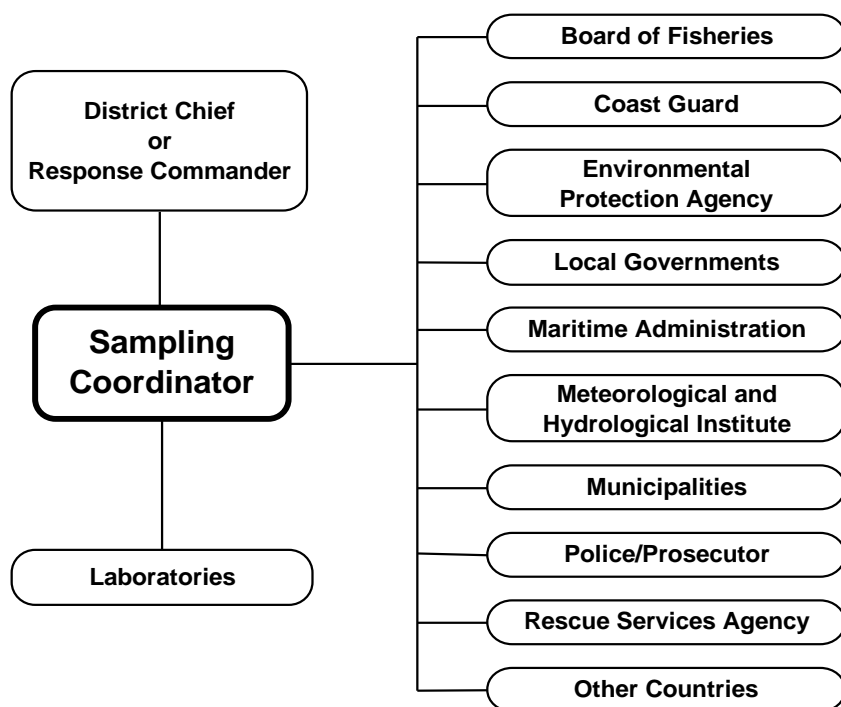 District Chief
or
Response Commander
Sampling
Coordinator
Laboratories
Board of Fisheries
Coast Guard
Environmental
Protection Agency
Local Governments
Maritime Administration
Meteorological and
Hydrological Institute
Municipalities
Police/Prosecutor
Rescue Services Agency
Other Countries